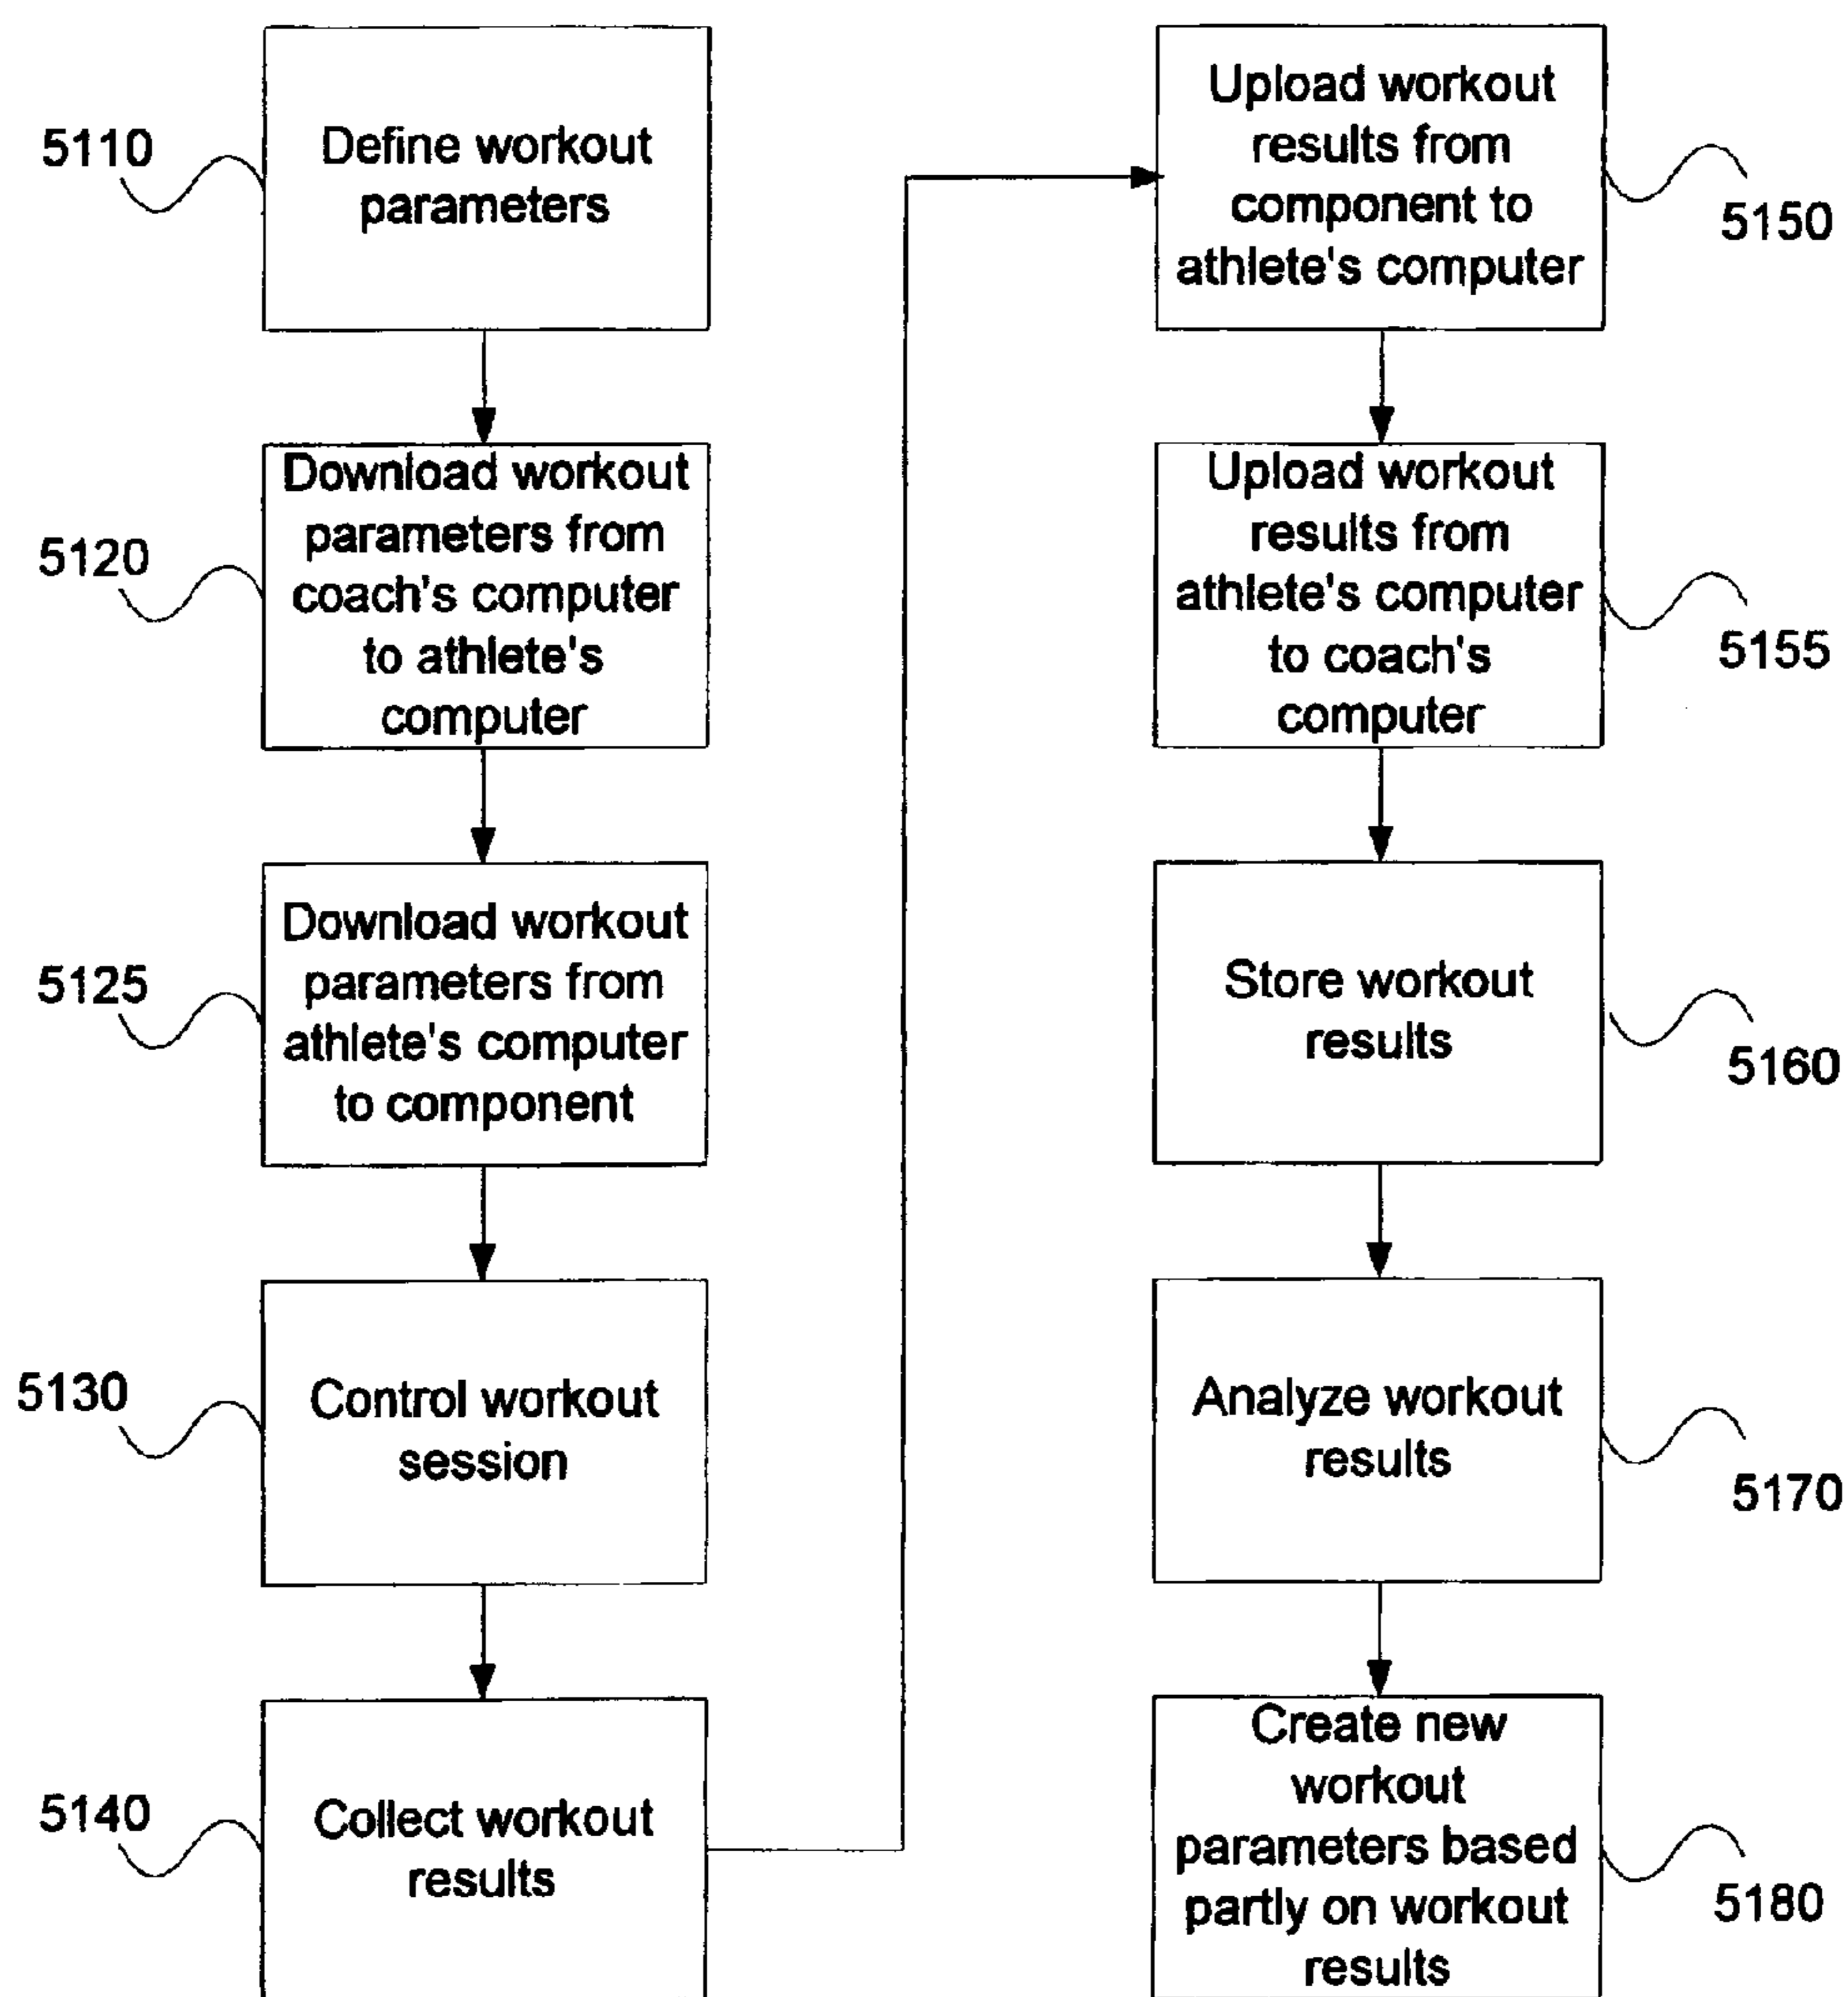 5110
Define workout
parameters
5120
Download workout
parameters from
coach's computer
to athlete's
computer
5125
Download workout
parameters from
athlete's computer
to component
5130
Control workout
session
5140
Collect workout
results
Upload workout
results from
component to
athlete's computer
5150
Upload workout
results from
athlete's computer
to coach's
computer
5155
Store workout
results
5160
Analyze workout
results
5170
Create new
workout
parameters based
partly on workout
results
5180